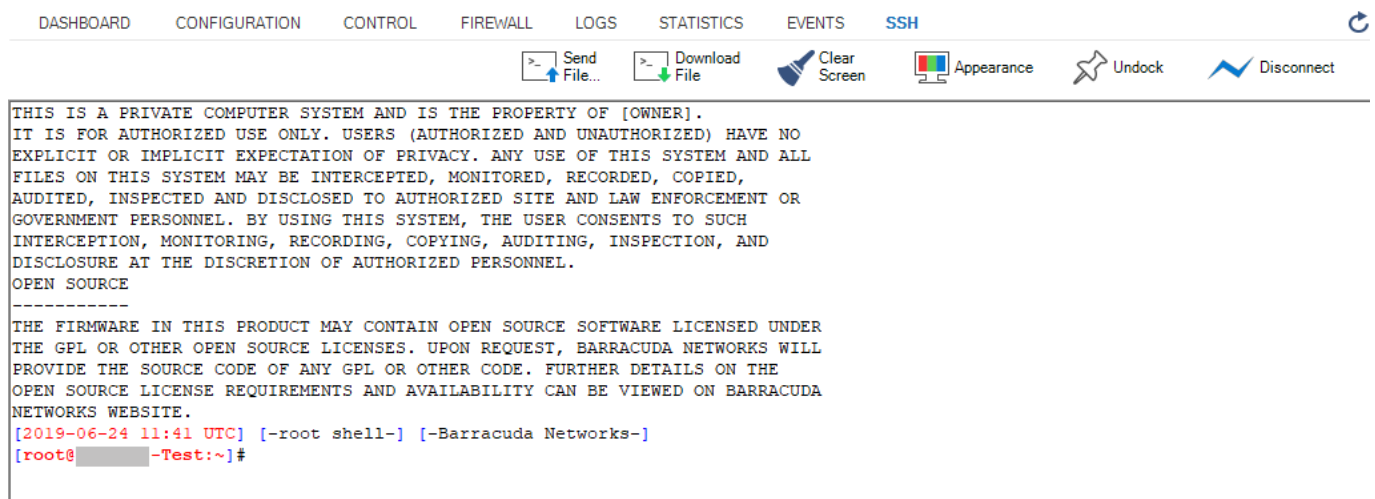 DASHBOARD CONFIGURATION CONTROL FIREWALL LOGS STATISTICS EVENTS SSH
>_ Send File... >_ Download File Clear Screen Appearance Undock Disconnect
THIS IS A PRIVATE COMPUTER SYSTEM AND IS THE PROPERTY OF [OWNER].
IT IS FOR AUTHORIZED USE ONLY. USERS (AUTHORIZED AND UNAUTHORIZED) HAVE NO
EXPLICIT OR IMPLICIT EXPECTATION OF PRIVACY. ANY USE OF THIS SYSTEM AND ALL
FILES ON THIS SYSTEM MAY BE INTERCEPTED, MONITORED, RECORDED, COPIED,
AUDITED, INSPECTED AND DISCLOSED TO AUTHORIZED SITE AND LAW ENFORCEMENT OR
GOVERNMENT PERSONNEL. BY USING THIS SYSTEM, THE USER CONSENTS TO SUCH
INTERCEPTION, MONITORING, RECORDING, COPYING, AUDITING, INSPECTION, AND
DISCLOSURE AT THE DISCRETION OF AUTHORIZED PERSONNEL.
OPEN SOURCE
-----------
THE FIRMWARE IN THIS PRODUCT MAY CONTAIN OPEN SOURCE SOFTWARE LICENSED UNDER
THE GPL OR OTHER OPEN SOURCE LICENSES. UPON REQUEST, BARRACUDA NETWORKS WILL
PROVIDE THE SOURCE CODE OF ANY GPL OR OTHER CODE. FURTHER DETAILS ON THE
OPEN SOURCE LICENSE REQUIREMENTS AND AVAILABILITY CAN BE VIEWED ON BARRACUDA
NETWORKS WEBSITE.
[2019-06-24 11:41 UTC] [-root shell-] [-Barracuda Networks-]
[root@ -Test:~]#